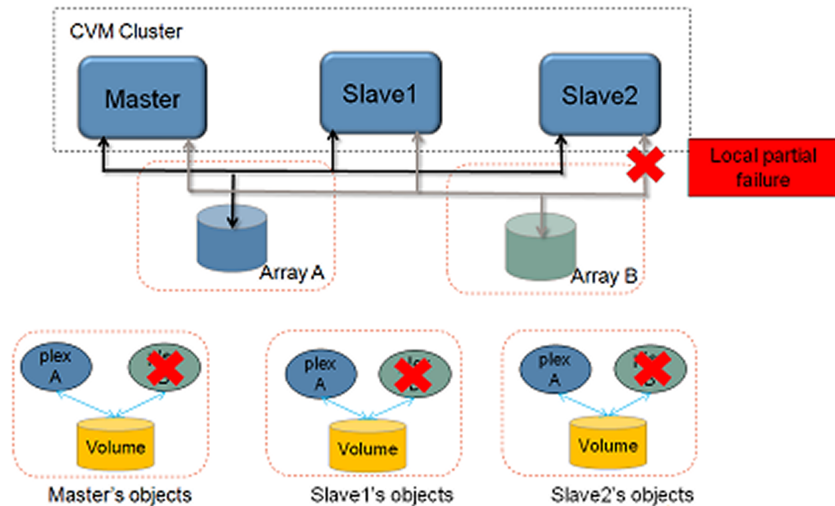 CVM Cluster
Master
Slave1
Slave2
Local partial
failure
Array A
Array B
plex
A
plex
A
plex
A
Volume
Volume
Volume
Master's objects
Slave1's objects
Slave2's objects